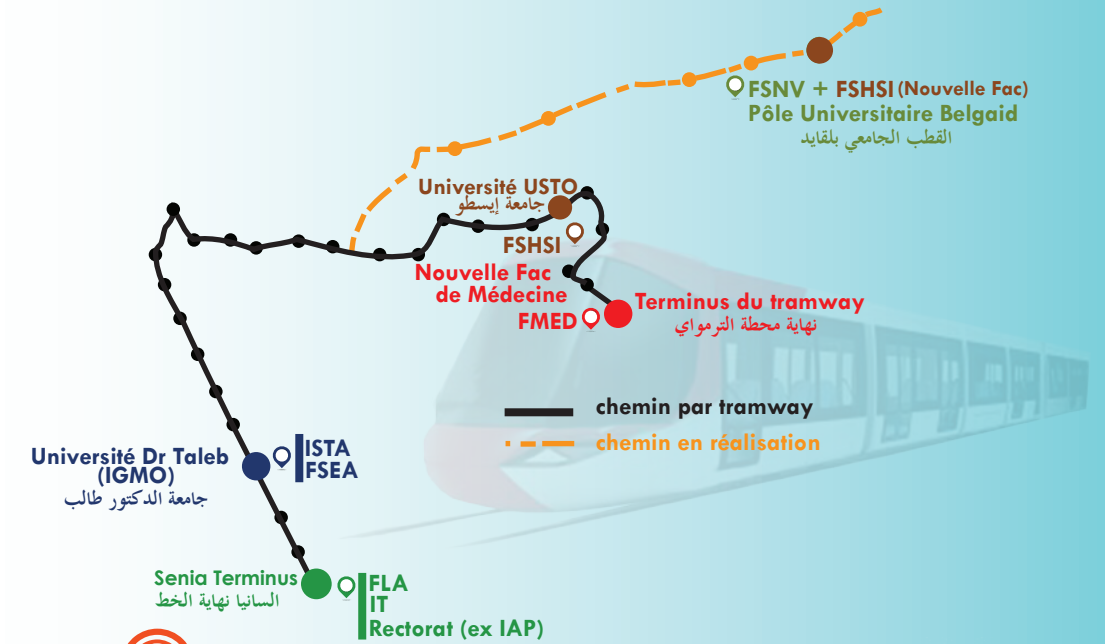 FSNV + FSHSI (Nouvelle Fac)
Pôle Universitaire Belgaid
القطب الجامعي بلقايد
Université USTO
جامعة إيسطو
FSHSI
Nouvelle Fac
de Médecine
FMED
Terminus du tramway
نهاية محطة الترمواي
chemin par tramway
chemin en réalisation
Université Dr Taleb
(IGMO)
جامعة الدكتور طالب
ISTA
FSEA
Senia Terminus
السانيا نهاية الخط
FLA
IT
Rectorat (ex IAP)